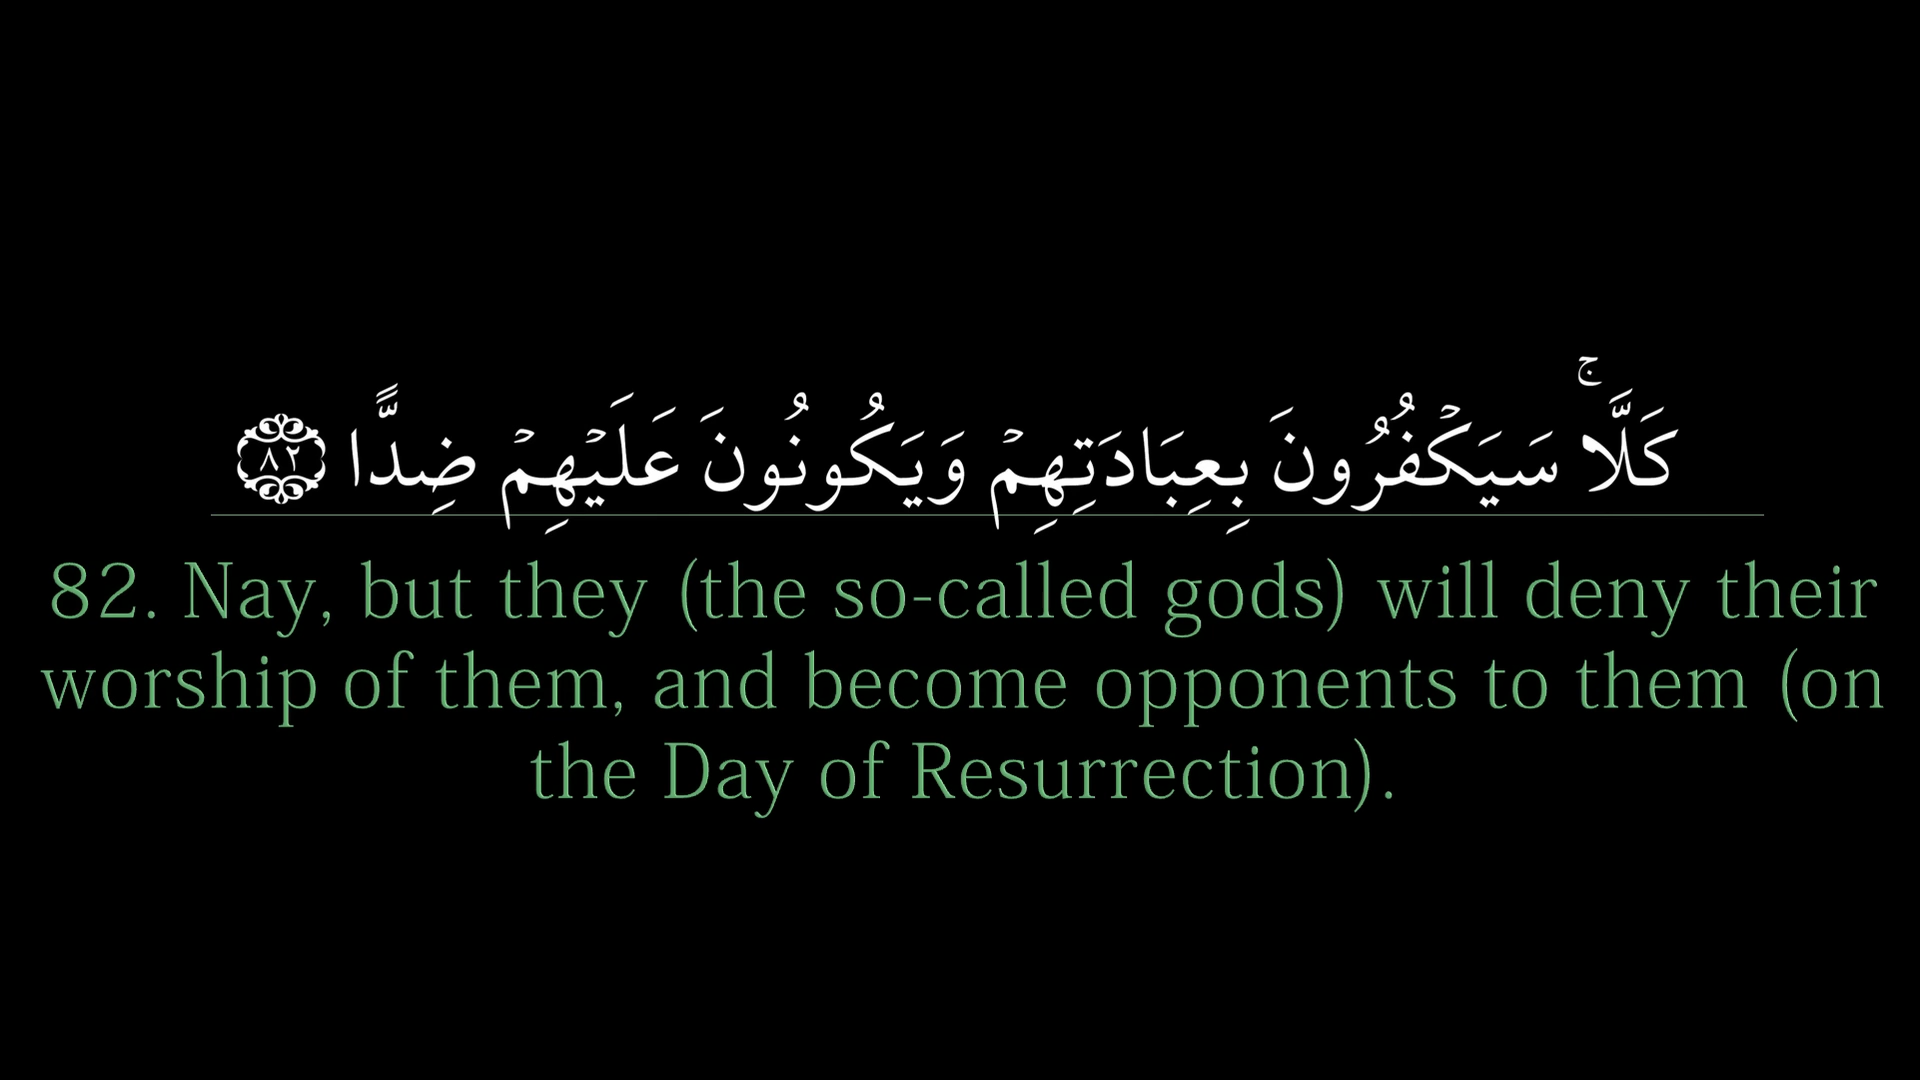 كَلَّاۚ سَيَكۡفُرُونَ بِعِبَادَتِهِمۡ وَيَكُونُونَ عَلَيۡهِمۡ ضِدًّا ٨٢
82. Nay, but they (the so-called gods) will deny their
worship of them, and become opponents to them (on
the Day of Resurrection).